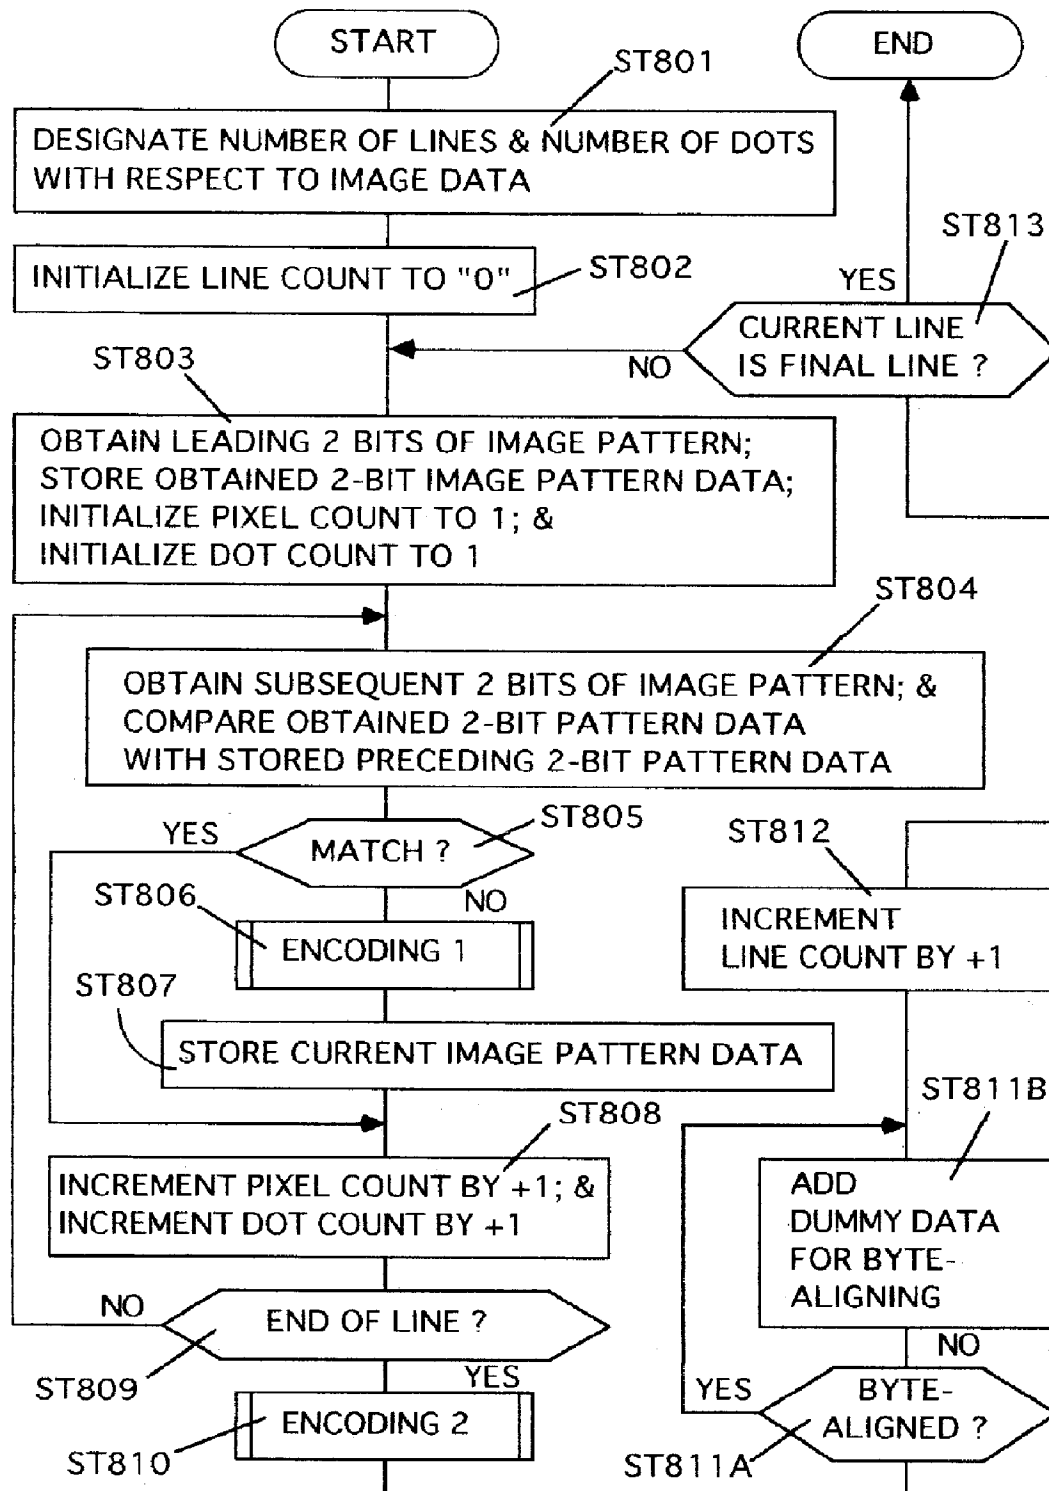 START
ST801
DESIGNATE NUMBER OF LINES & NUMBER OF DOTS
WITH RESPECT TO IMAGE DATA
INITIALIZE LINE COUNT TO "0"
ST802
ST803
OBTAIN LEADING 2 BITS OF IMAGE PATTERN;
STORE OBTAINED 2-BIT IMAGE PATTERN DATA;
INITIALIZE PIXEL COUNT TO 1; &
INITIALIZE DOT COUNT TO 1
ST804
OBTAIN SUBSEQUENT 2 BITS OF IMAGE PATTERN; &
COMPARE OBTAINED 2-BIT PATTERN DATA
WITH STORED PRECEDING 2-BIT PATTERN DATA
YES
MATCH ?
ST805
ST806
NO
ENCODING 1
ST807
STORE CURRENT IMAGE PATTERN DATA
ST808
INCREMENT PIXEL COUNT BY +1; &
INCREMENT DOT COUNT BY +1
NO
END OF LINE ?
ST809
YES
ENCODING 2
ST810
END
ST813
YES
CURRENT LINE
IS FINAL LINE ?
NO
ST812
INCREMENT
LINE COUNT BY +1
ST811B
ADD
DUMMY DATA
FOR BYTE-
ALIGNING
NO
YES
BYTE-
ALIGNED ?
ST811A